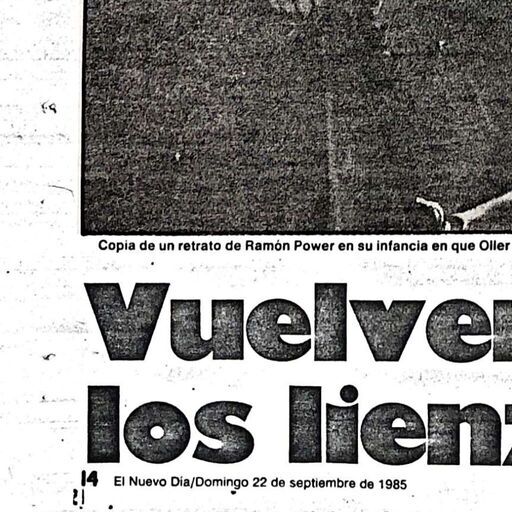 Copia de un retrato de Ramón Power en su infancia en que Oller
Vuelven
los lienz
14 El Nuevo Día/Domingo 22 de septiembre de 1985